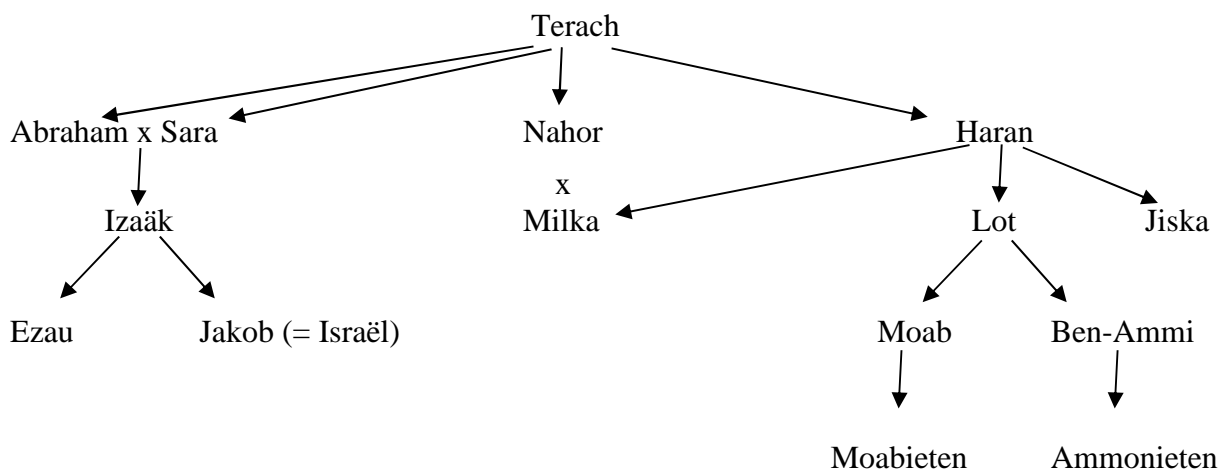 Terach
Abraham x Sara Nahor Haran
x
Izaäk Milka Lot Jiska
Ezau Jakob (= Israël) Moab Ben-Ammi
Moabieten Ammonieten